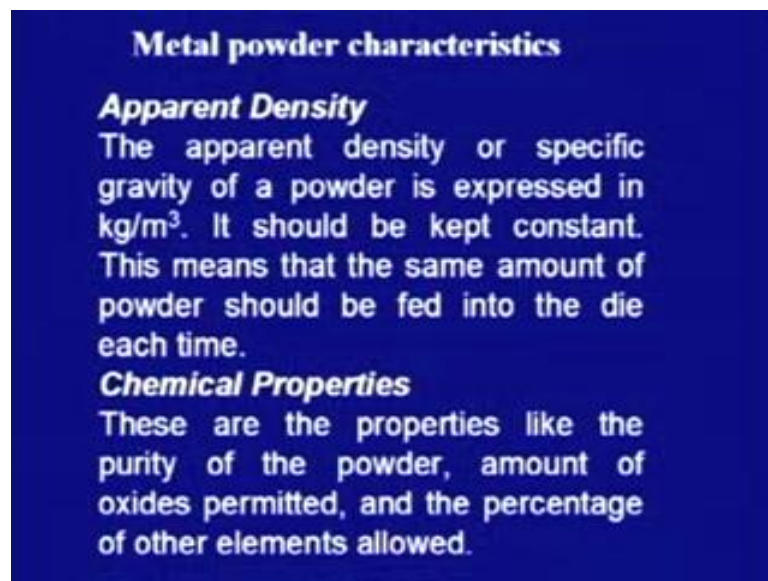 Metal powder characteristics
Apparent Density
The apparent density or specific
gravity of a powder is expressed in
kg/m³. It should be kept constant.
This means that the same amount of
powder should be fed into the die
each time.
Chemical Properties
These are the properties like the
purity of the powder, amount of
oxides permitted, and the percentage
of other elements allowed.